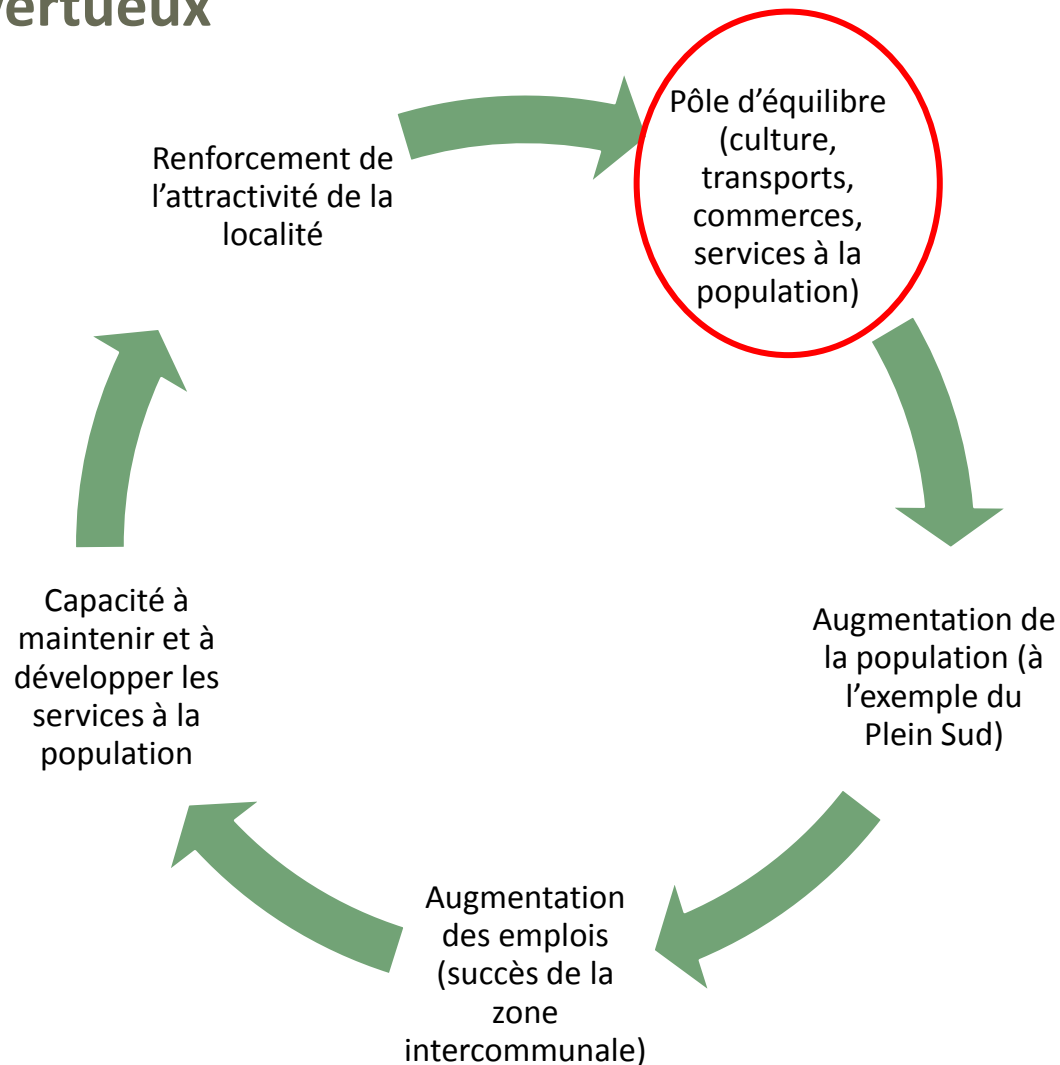 vertueux
Pôle d’équilibre
(culture,
transports,
commerces,
services à la
population)
Augmentation de
la population (à
l’exemple du
Plein Sud)
Augmentation
des emplois
(succès de la
zone
intercommunale)
Capacité à
maintenir et à
développer les
services à la
population
Renforcement de
l’attractivité de la
localité